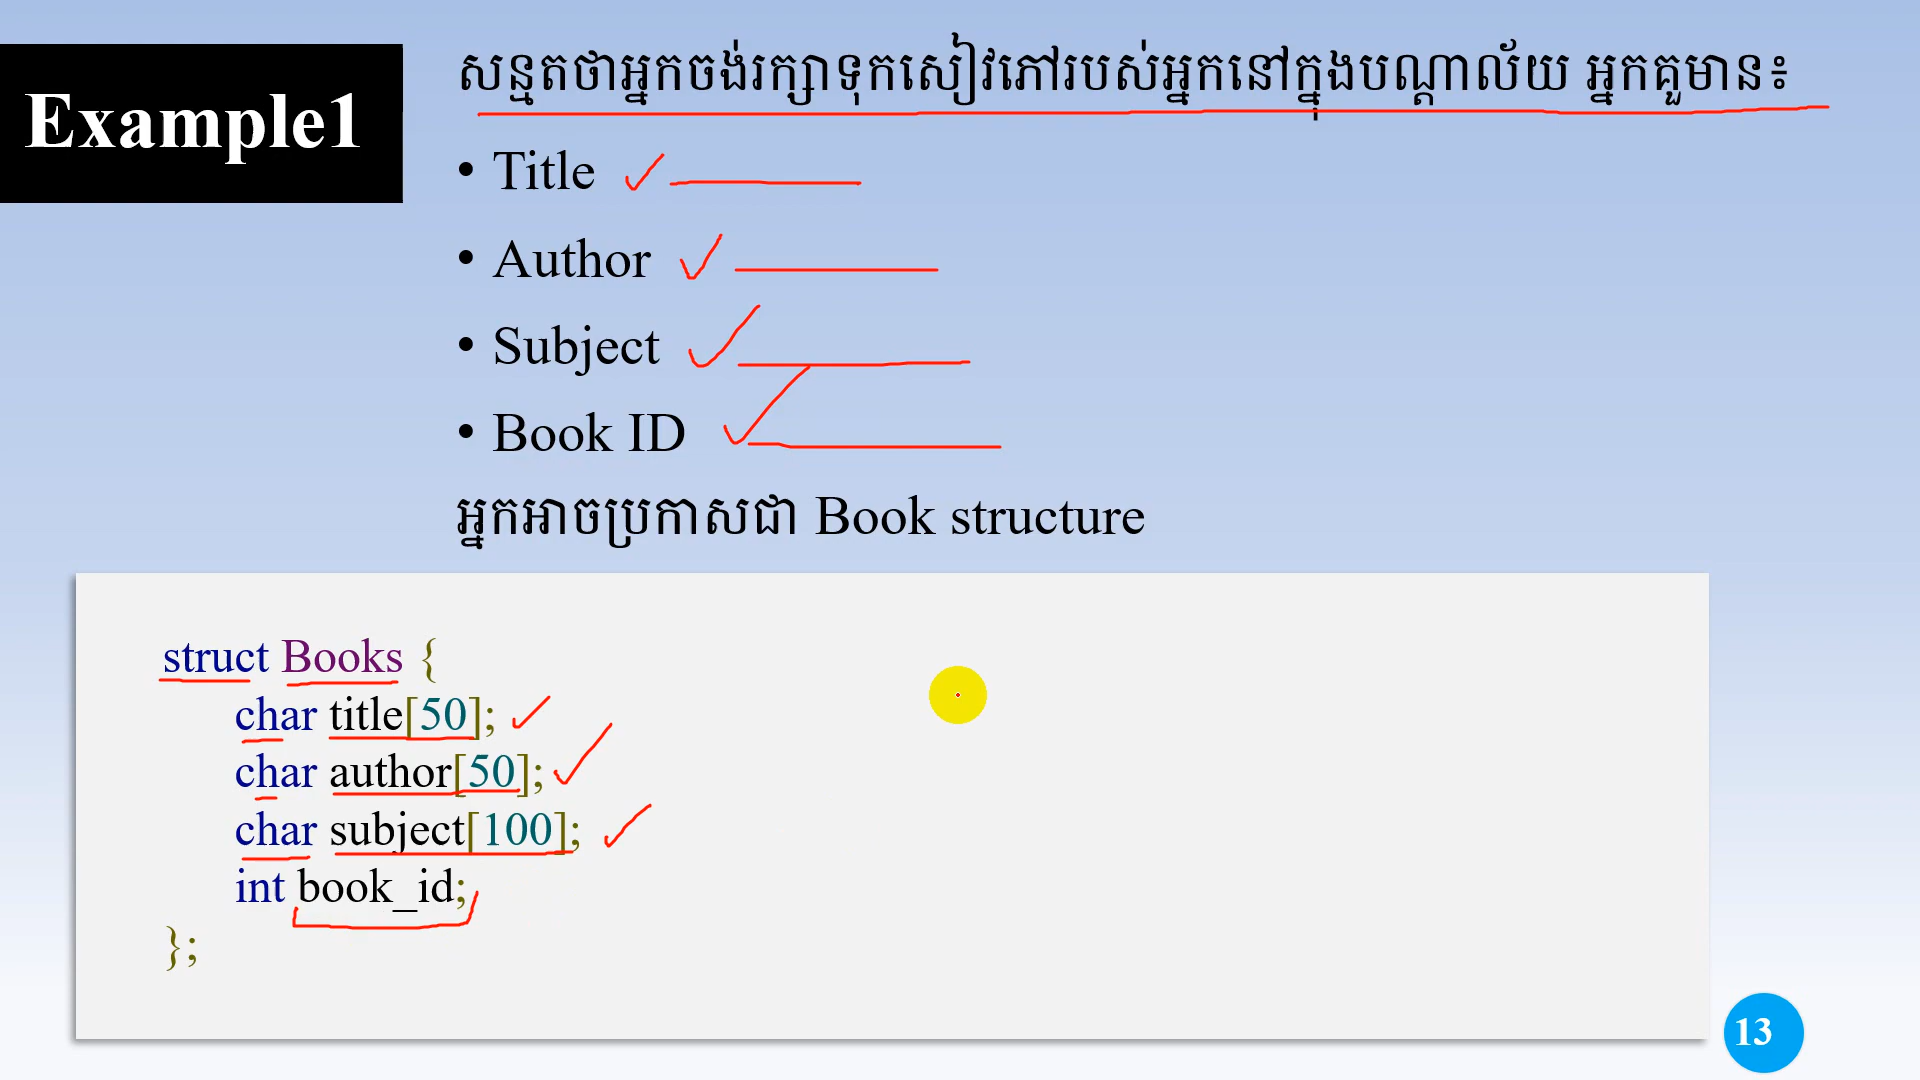 Example1
សន្មតថាអ្នកចង់រក្សាទុកសៀវភៅរបស់អ្នកនៅក្នុងបណ្ណាល័យ អ្នកគួមាន៖
• Title
• Author
• Subject
• Book ID
អ្នកអាចប្រកាសជា Book structure
struct Books {
char title[50];
char author[50];
char subject[100];
int book_id;
};
13